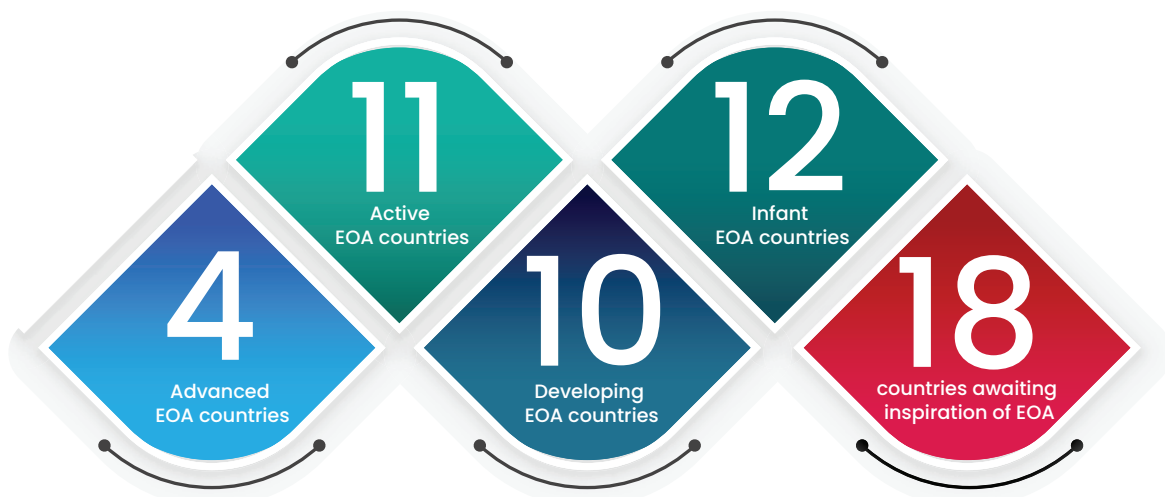 4
Advanced
EOA countries
11
Active
EOA countries
10
Developing
EOA countries
12
Infant
EOA countries
18
countries awaiting
inspiration of EOA